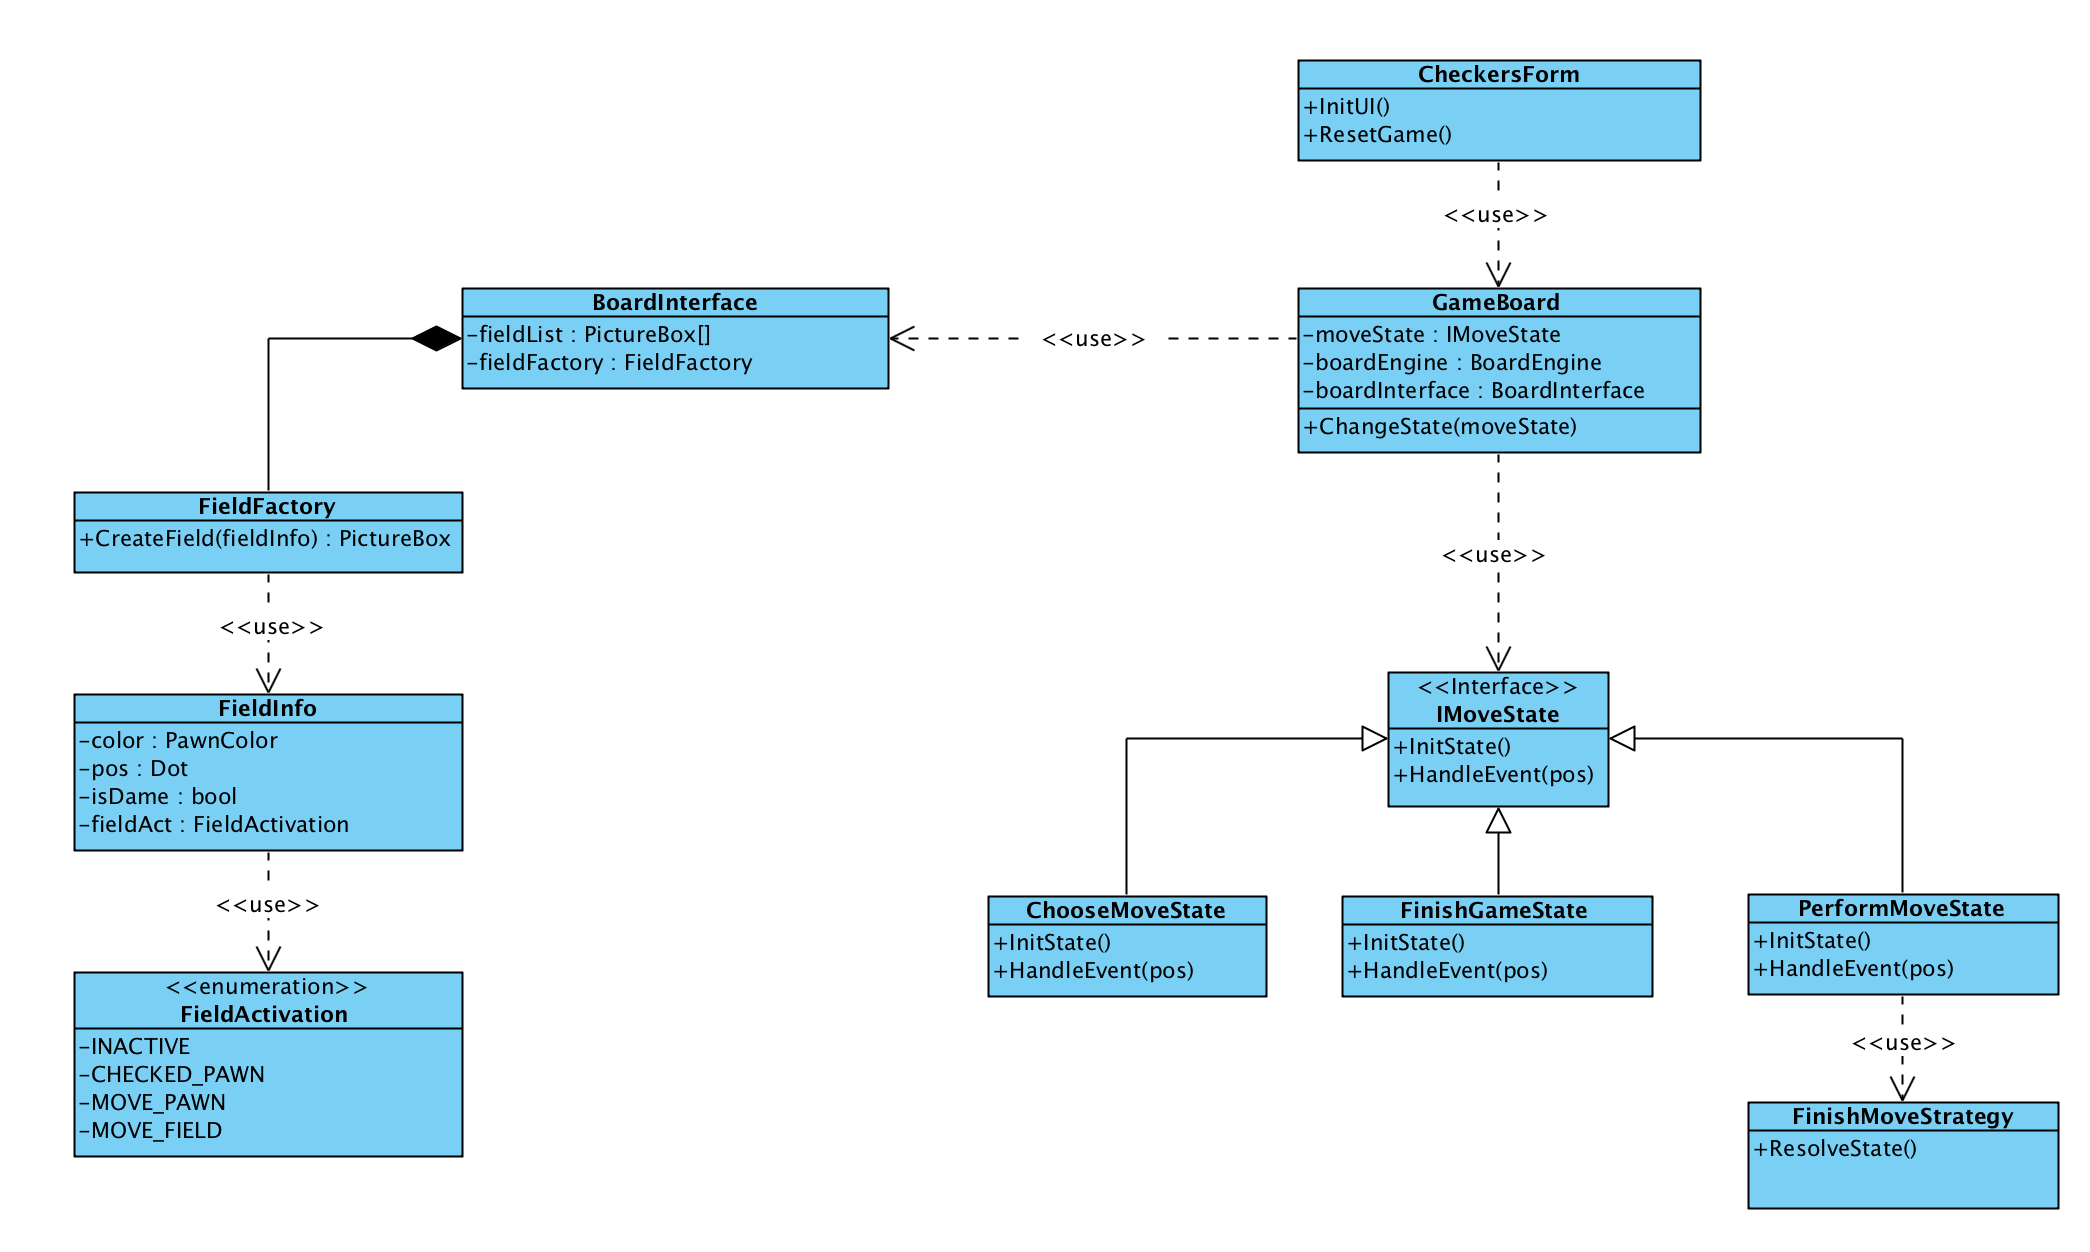 CheckersForm
+InitUI()
+ResetGame()
<<use>>
BoardInterface
-fieldList : PictureBox[]
-fieldFactory : FieldFactory
<<use>>
GameBoard
-moveState : IMoveState
-boardEngine : BoardEngine
-boardInterface : BoardInterface
+ChangeState(moveState)
FieldFactory
+CreateField(fieldInfo) : PictureBox
<<use>>
<<use>>
FieldInfo
-color : PawnColor
-pos : Dot
-isDame : bool
-fieldAct : FieldActivation
<<use>>
<<enumeration>>
FieldActivation
-INACTIVE
-CHECKED_PAWN
-MOVE_PAWN
-MOVE_FIELD
<<Interface>>
IMoveState
+InitState()
+HandleEvent(pos)
ChooseMoveState
+InitState()
+HandleEvent(pos)
FinishGameState
+InitState()
+HandleEvent(pos)
PerformMoveState
+InitState()
+HandleEvent(pos)
<<use>>
FinishMoveStrategy
+ResolveState()